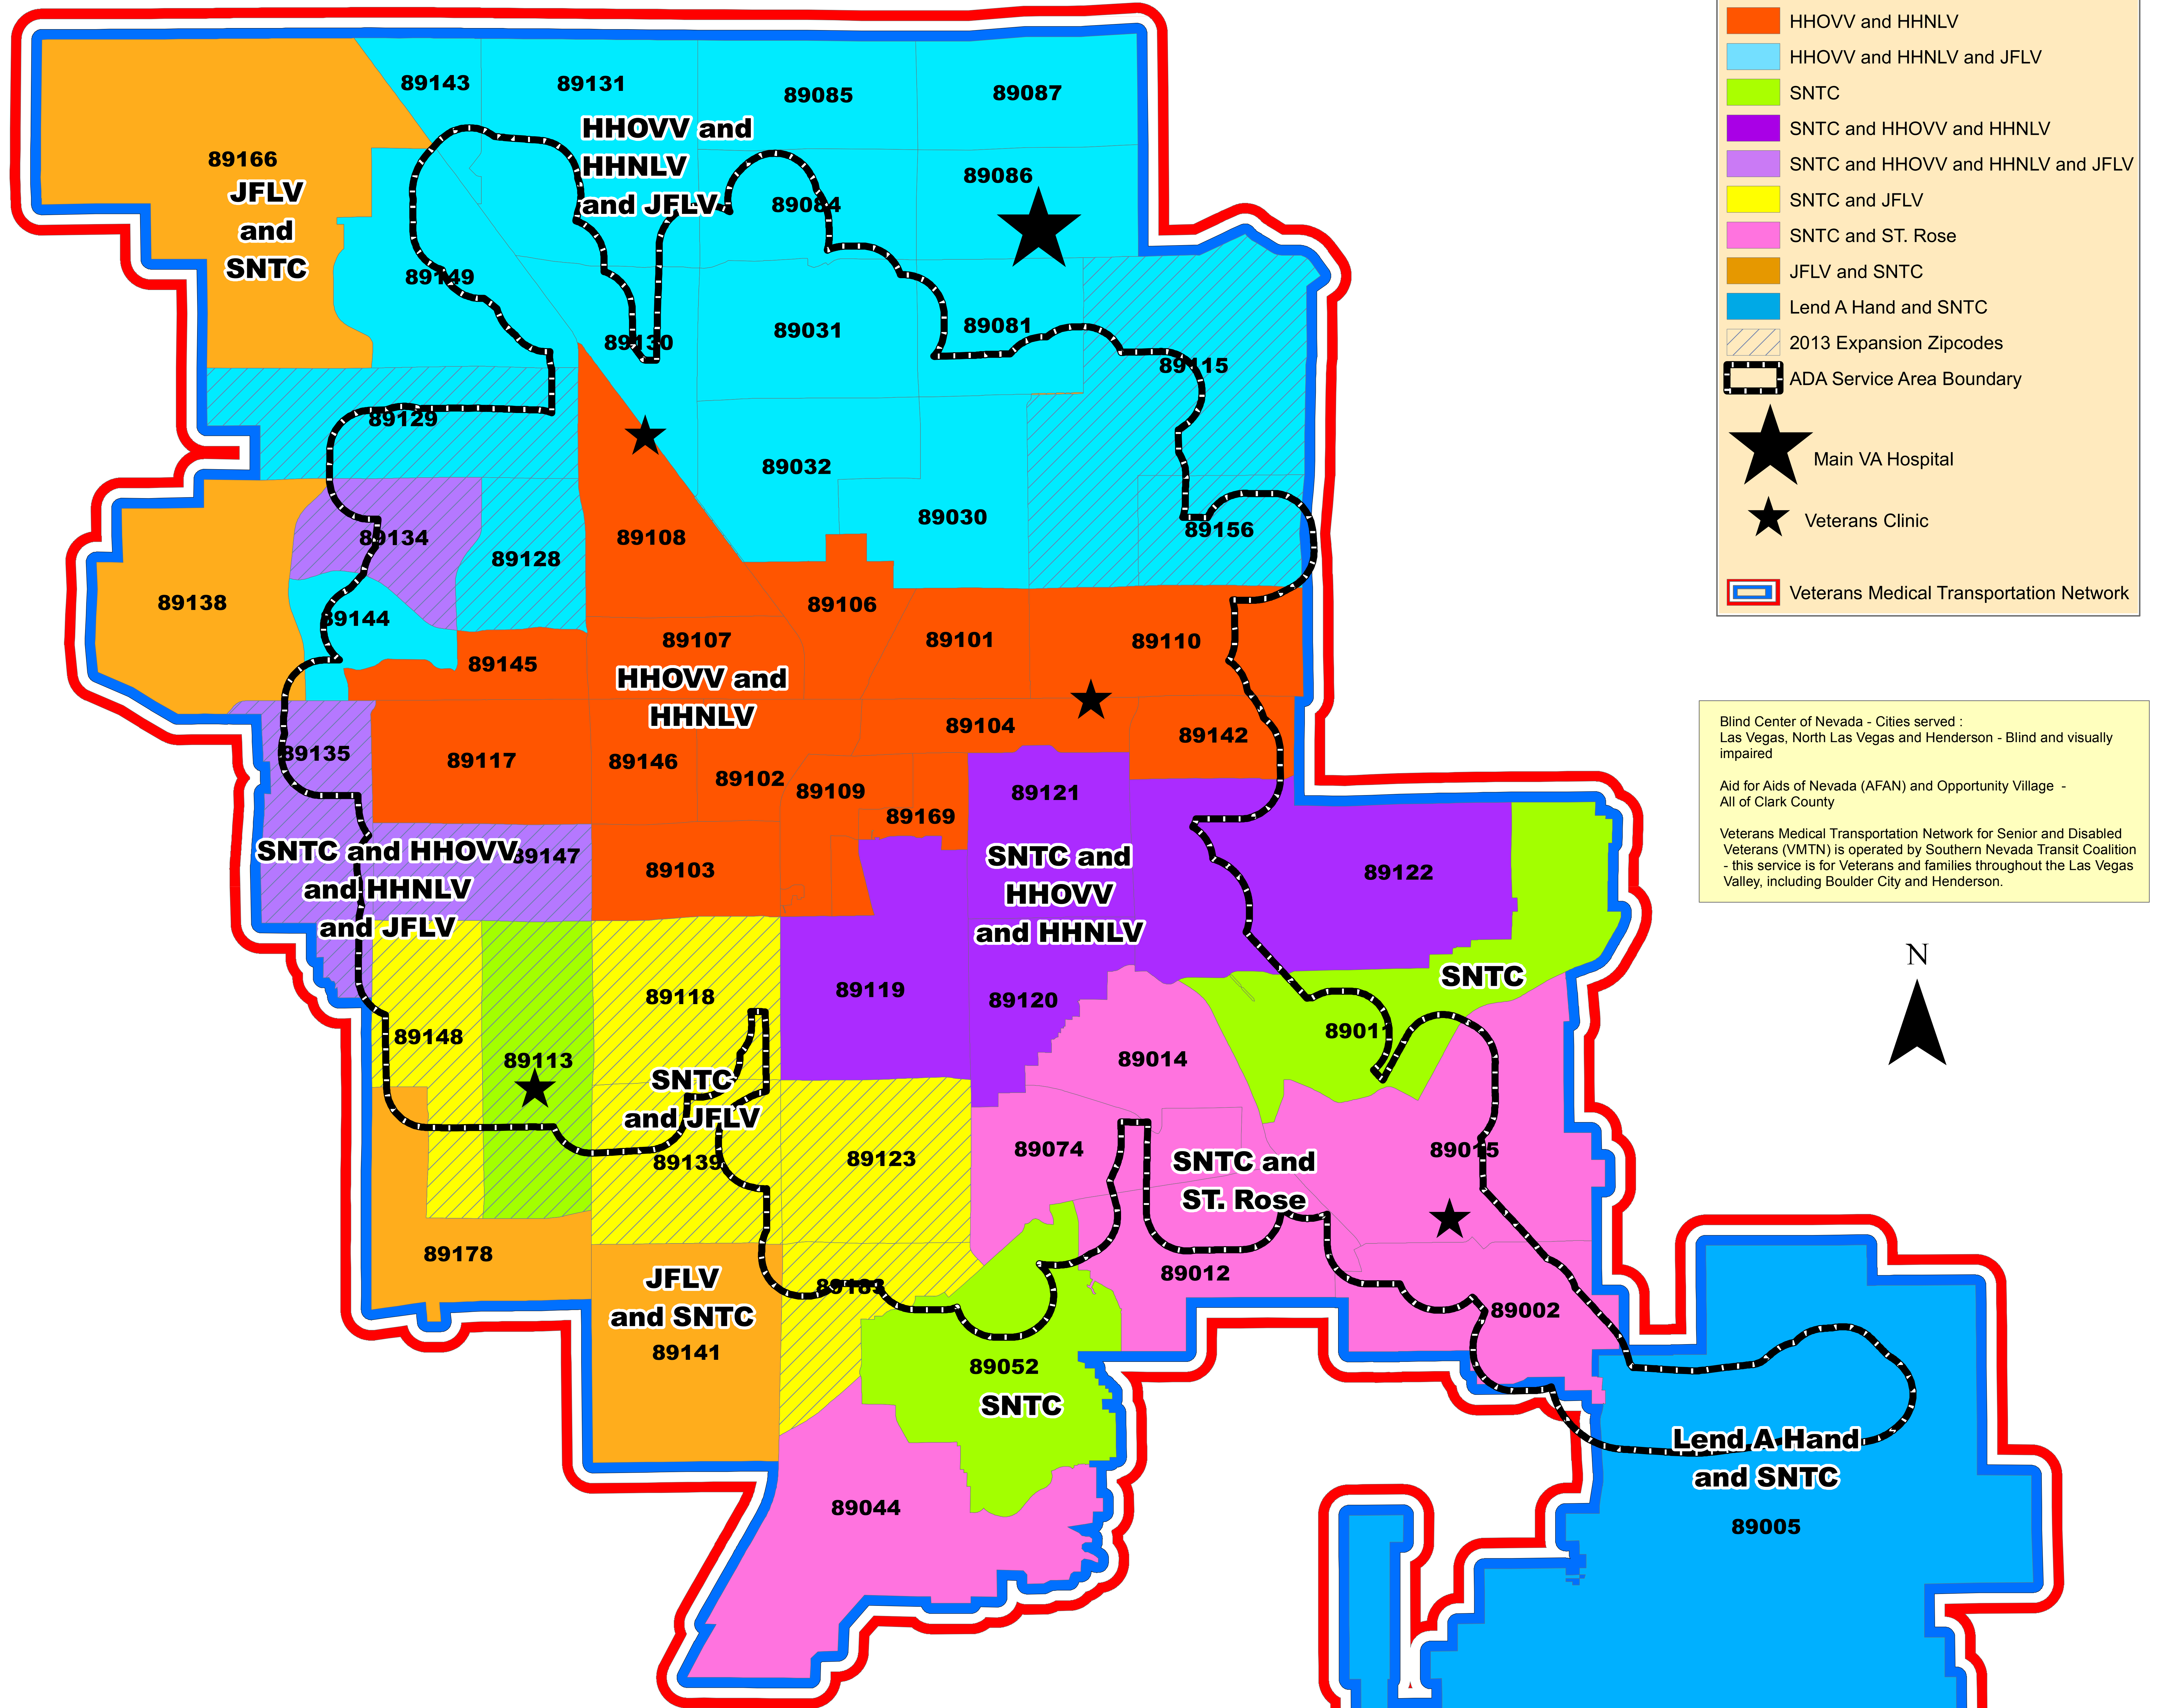 HHOVV and HHNLV
HHOVV and HHNLV and JFLV
SNTC
SNTC and HHOVV and HHNLV
SNTC and HHOVV and HHNLV and JFLV
SNTC and JFLV
SNTC and ST. Rose
JFLV and SNTC
Lend A Hand and SNTC
2013 Expansion Zipcodes
ADA Service Area Boundary
Main VA Hospital
Veterans Clinic
Veterans Medical Transportation Network
Blind Center of Nevada - Cities served :
Las Vegas, North Las Vegas and Henderson - Blind and visually
impaired
Aid for Aids of Nevada (AFAN) and Opportunity Village -
All of Clark County
Veterans Medical Transportation Network for Senior and Disabled
Veterans (VMTN) is operated by Southern Nevada Transit Coalition
- this service is for Veterans and families throughout the Las Vegas
Valley, including Boulder City and Henderson.
N
89143
89131
89085
89087
HHOVV and
HHNLV
and JFLV
89166
JFLV
and
SNTC
89086
89084
89149
89130
89031
89081
89115
89129
89032
89030
89156
89134
89128
89108
89138
89144
89106
89107
89101
89110
89145
HHOVV and
HHNLV
89104
89142
89135
89117
89146
89102
89109
89121
89169
SNTC and HHOVV
and HHNLV
and JFLV
89147
89103
SNTC and
HHOVV
and HHNLV
89122
SNTC
89118
89119
89120
89148
89113
89011
89014
SNTC
and JFLV
89139
89123
89074
SNTC and
ST. Rose
89015
89178
JFLV
and SNTC
89141
89183
89012
89002
89052
SNTC
Lend A Hand
and SNTC
89044
89005